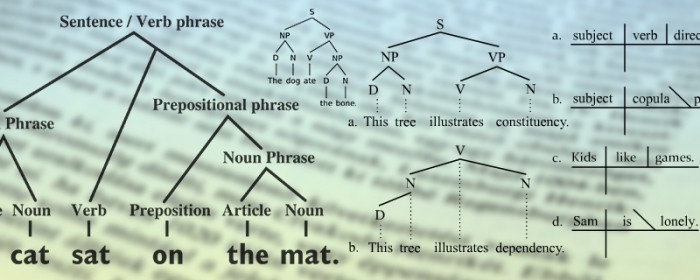 Sentence / Verb phrase
Phrase
Prepositional phrase
Noun Phrase
e Noun Verb Preposition Article Noun
cat sat on the mat.
S
NP VP
D N V NP
The dog ate D N
the bone.
S
NP VP
D N V N
a. This tree illustrates constituency.
V
N N
D
b. This tree illustrates dependency.
a. subject verb direc
b. subject copula p
c. Kids like games.
d. Sam is lonely.